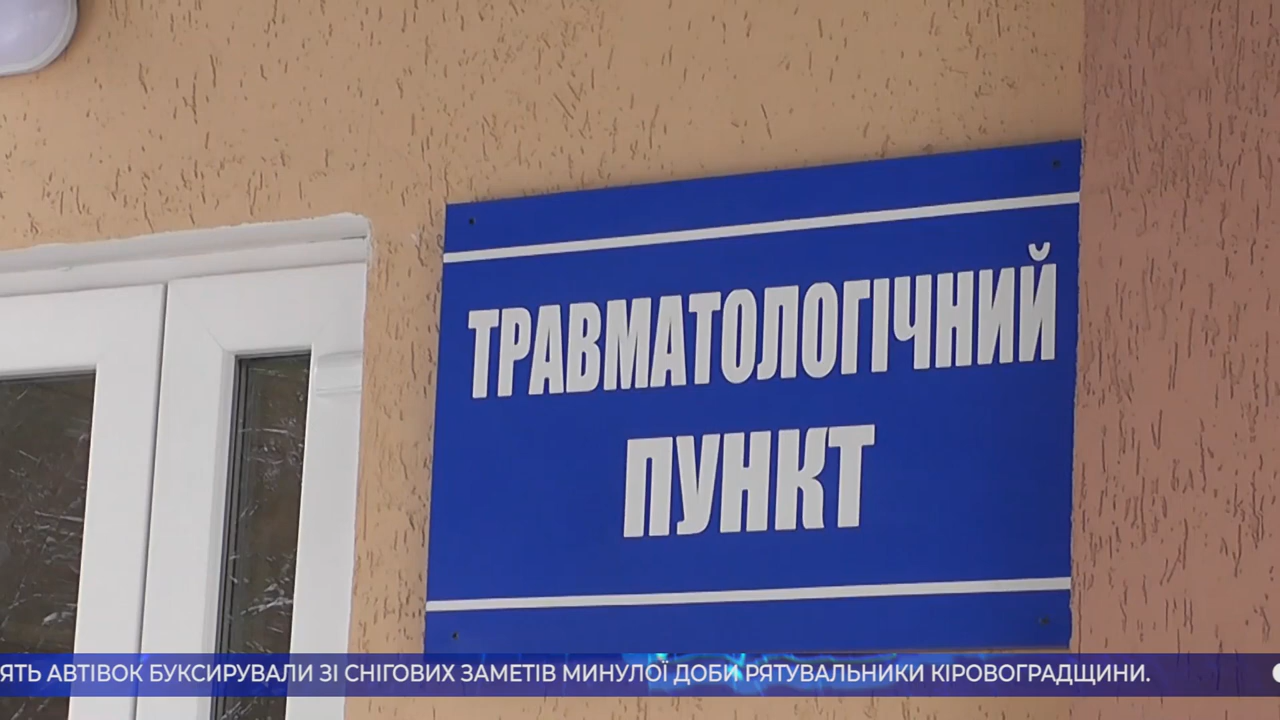 ТРАВМАТОЛОГІЧНИЙ
ПУНКТ
АВТІВОК БУКСИРУВАЛИ ЗІ СНІГОВИХ ЗАМЕТІВ МИНУЛОЇ ДОБИ РЯТУВАЛЬНИКИ КІРОВОГРАДЩИНИ.